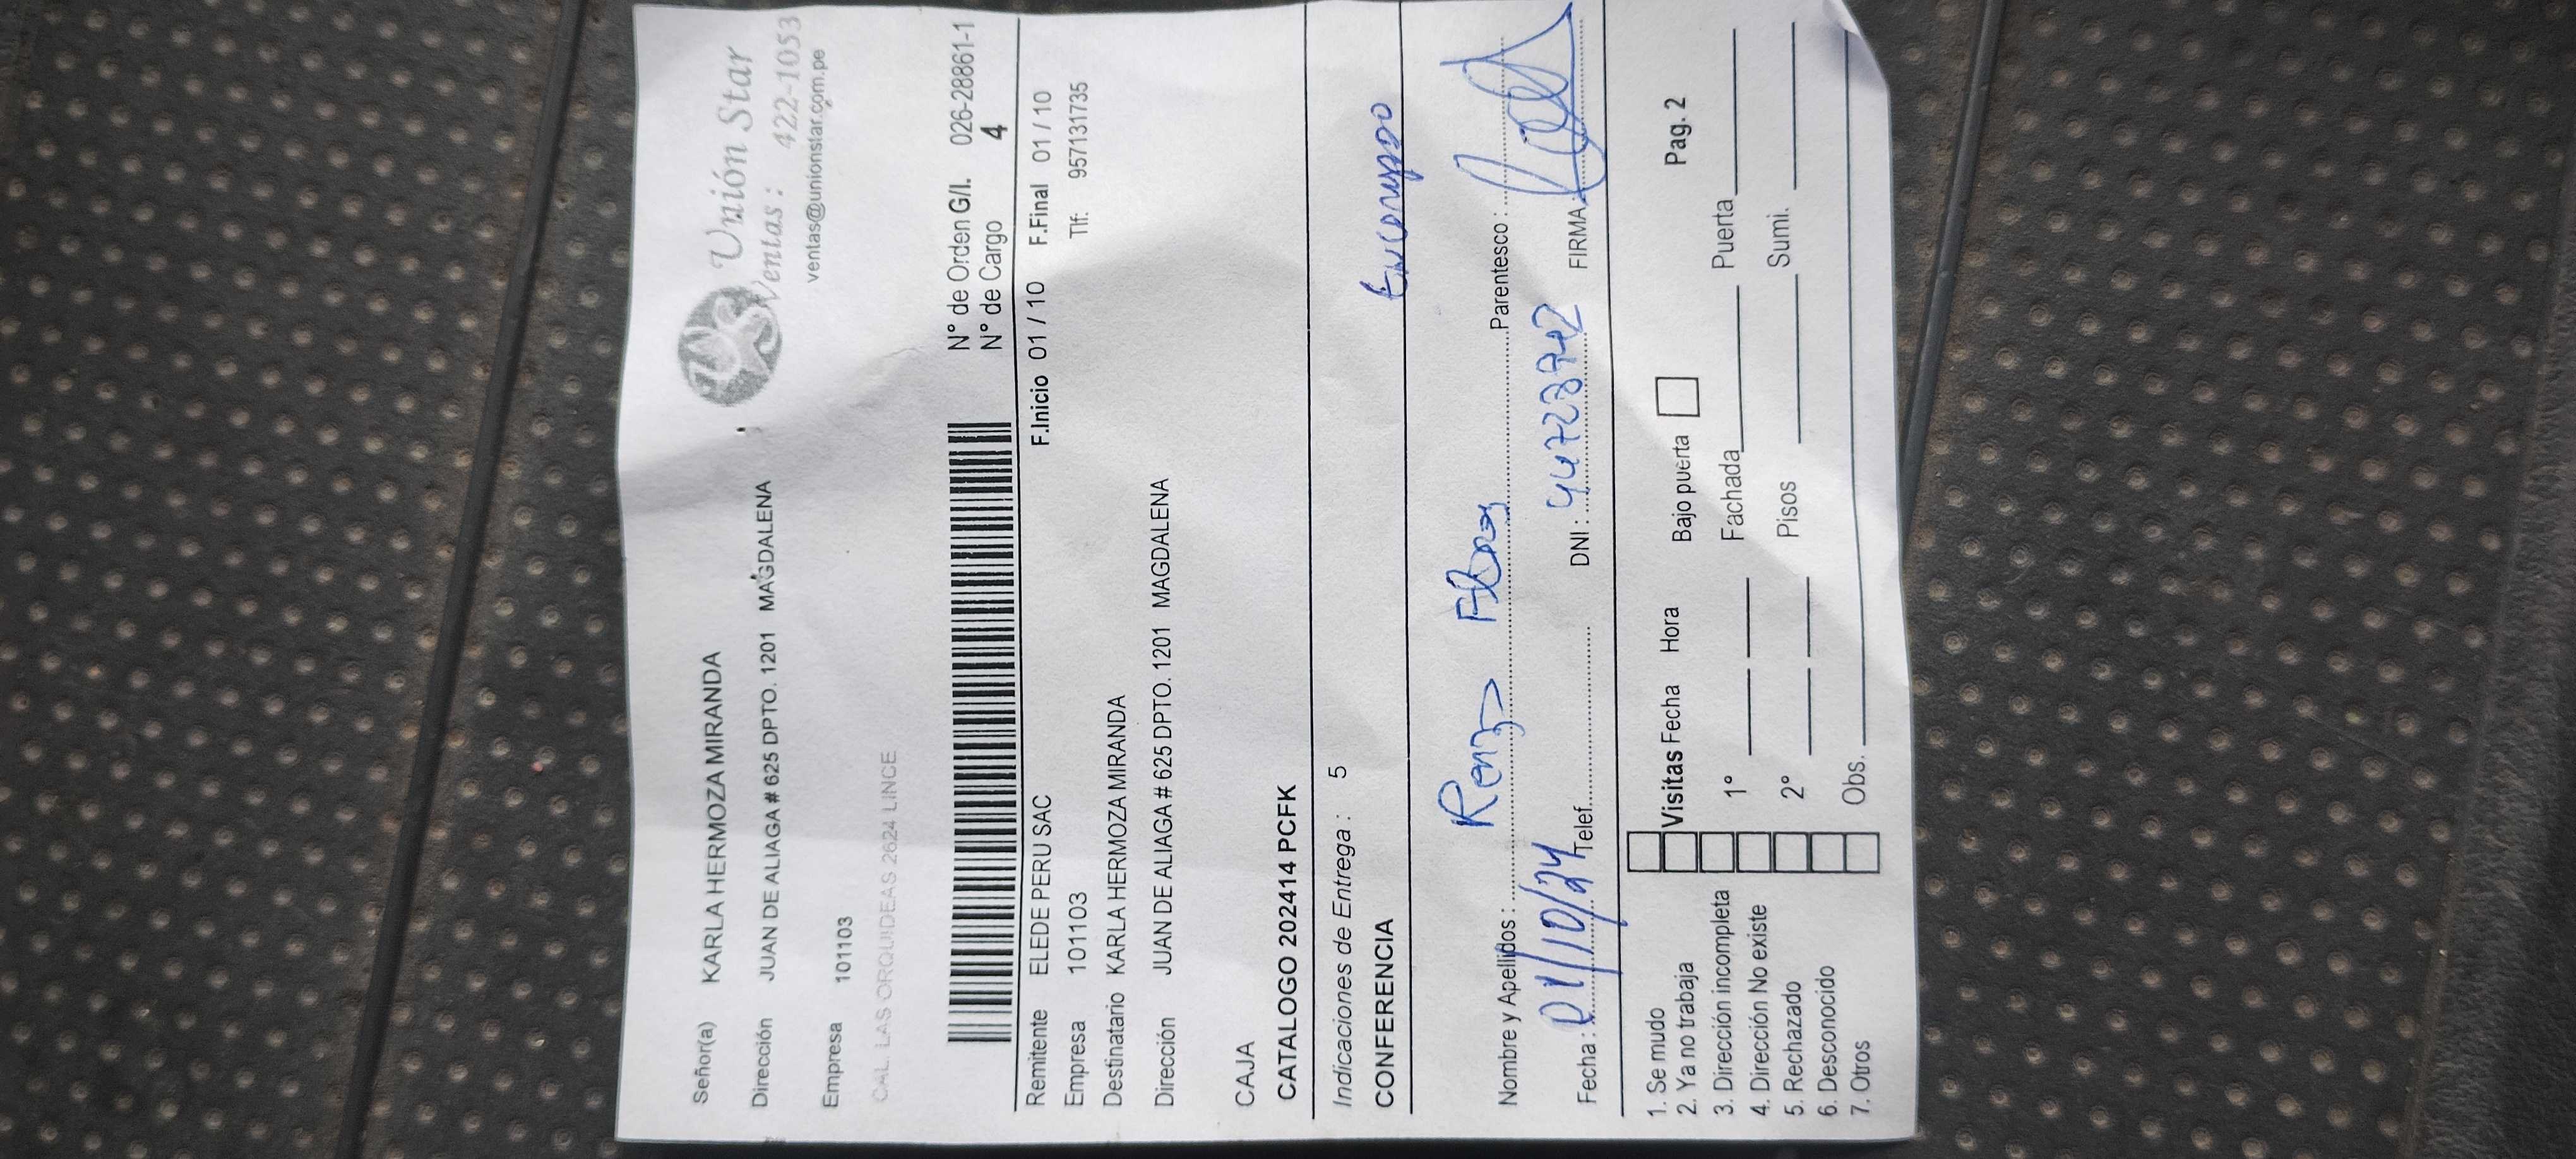 Unión Star
Ventas : 422-1053
ventas@unionstar.com.pe
Señor(a) KARLA HERMOZA MIRANDA
Dirección JUAN DE ALIAGA # 625 DPTO. 1201 MAGDALENA
Empresa 101103
CAL. LAS ORQUIDEAS 2624 LINCE
N° de Orden G/I. 026-28861-1
N° de Cargo 4
F.Inicio 01 / 10 F.Final 01 / 10
Remitente ELEDE PERU SAC
Empresa 101103 Tlf: 957131735
Destinatario KARLA HERMOZA MIRANDA
Dirección JUAN DE ALIAGA # 625 DPTO. 1201 MAGDALENA
CAJA
CATALOGO 202414 PCFK
Indicaciones de Entrega : 5
CONFERENCIA
Nombre y Apellidos : Renzo Parentesco :
Fecha : 01/10/24 Telef. DNI : FIRMA:
1. Se mudo
2. Ya no trabaja Visitas Fecha Hora Bajo puerta Pag. 2
3. Dirección incompleta 1° Fachada Puerta
4. Dirección No existe
5. Rechazado 2° Pisos Sumi.
6. Desconocido
7. Otros Obs.